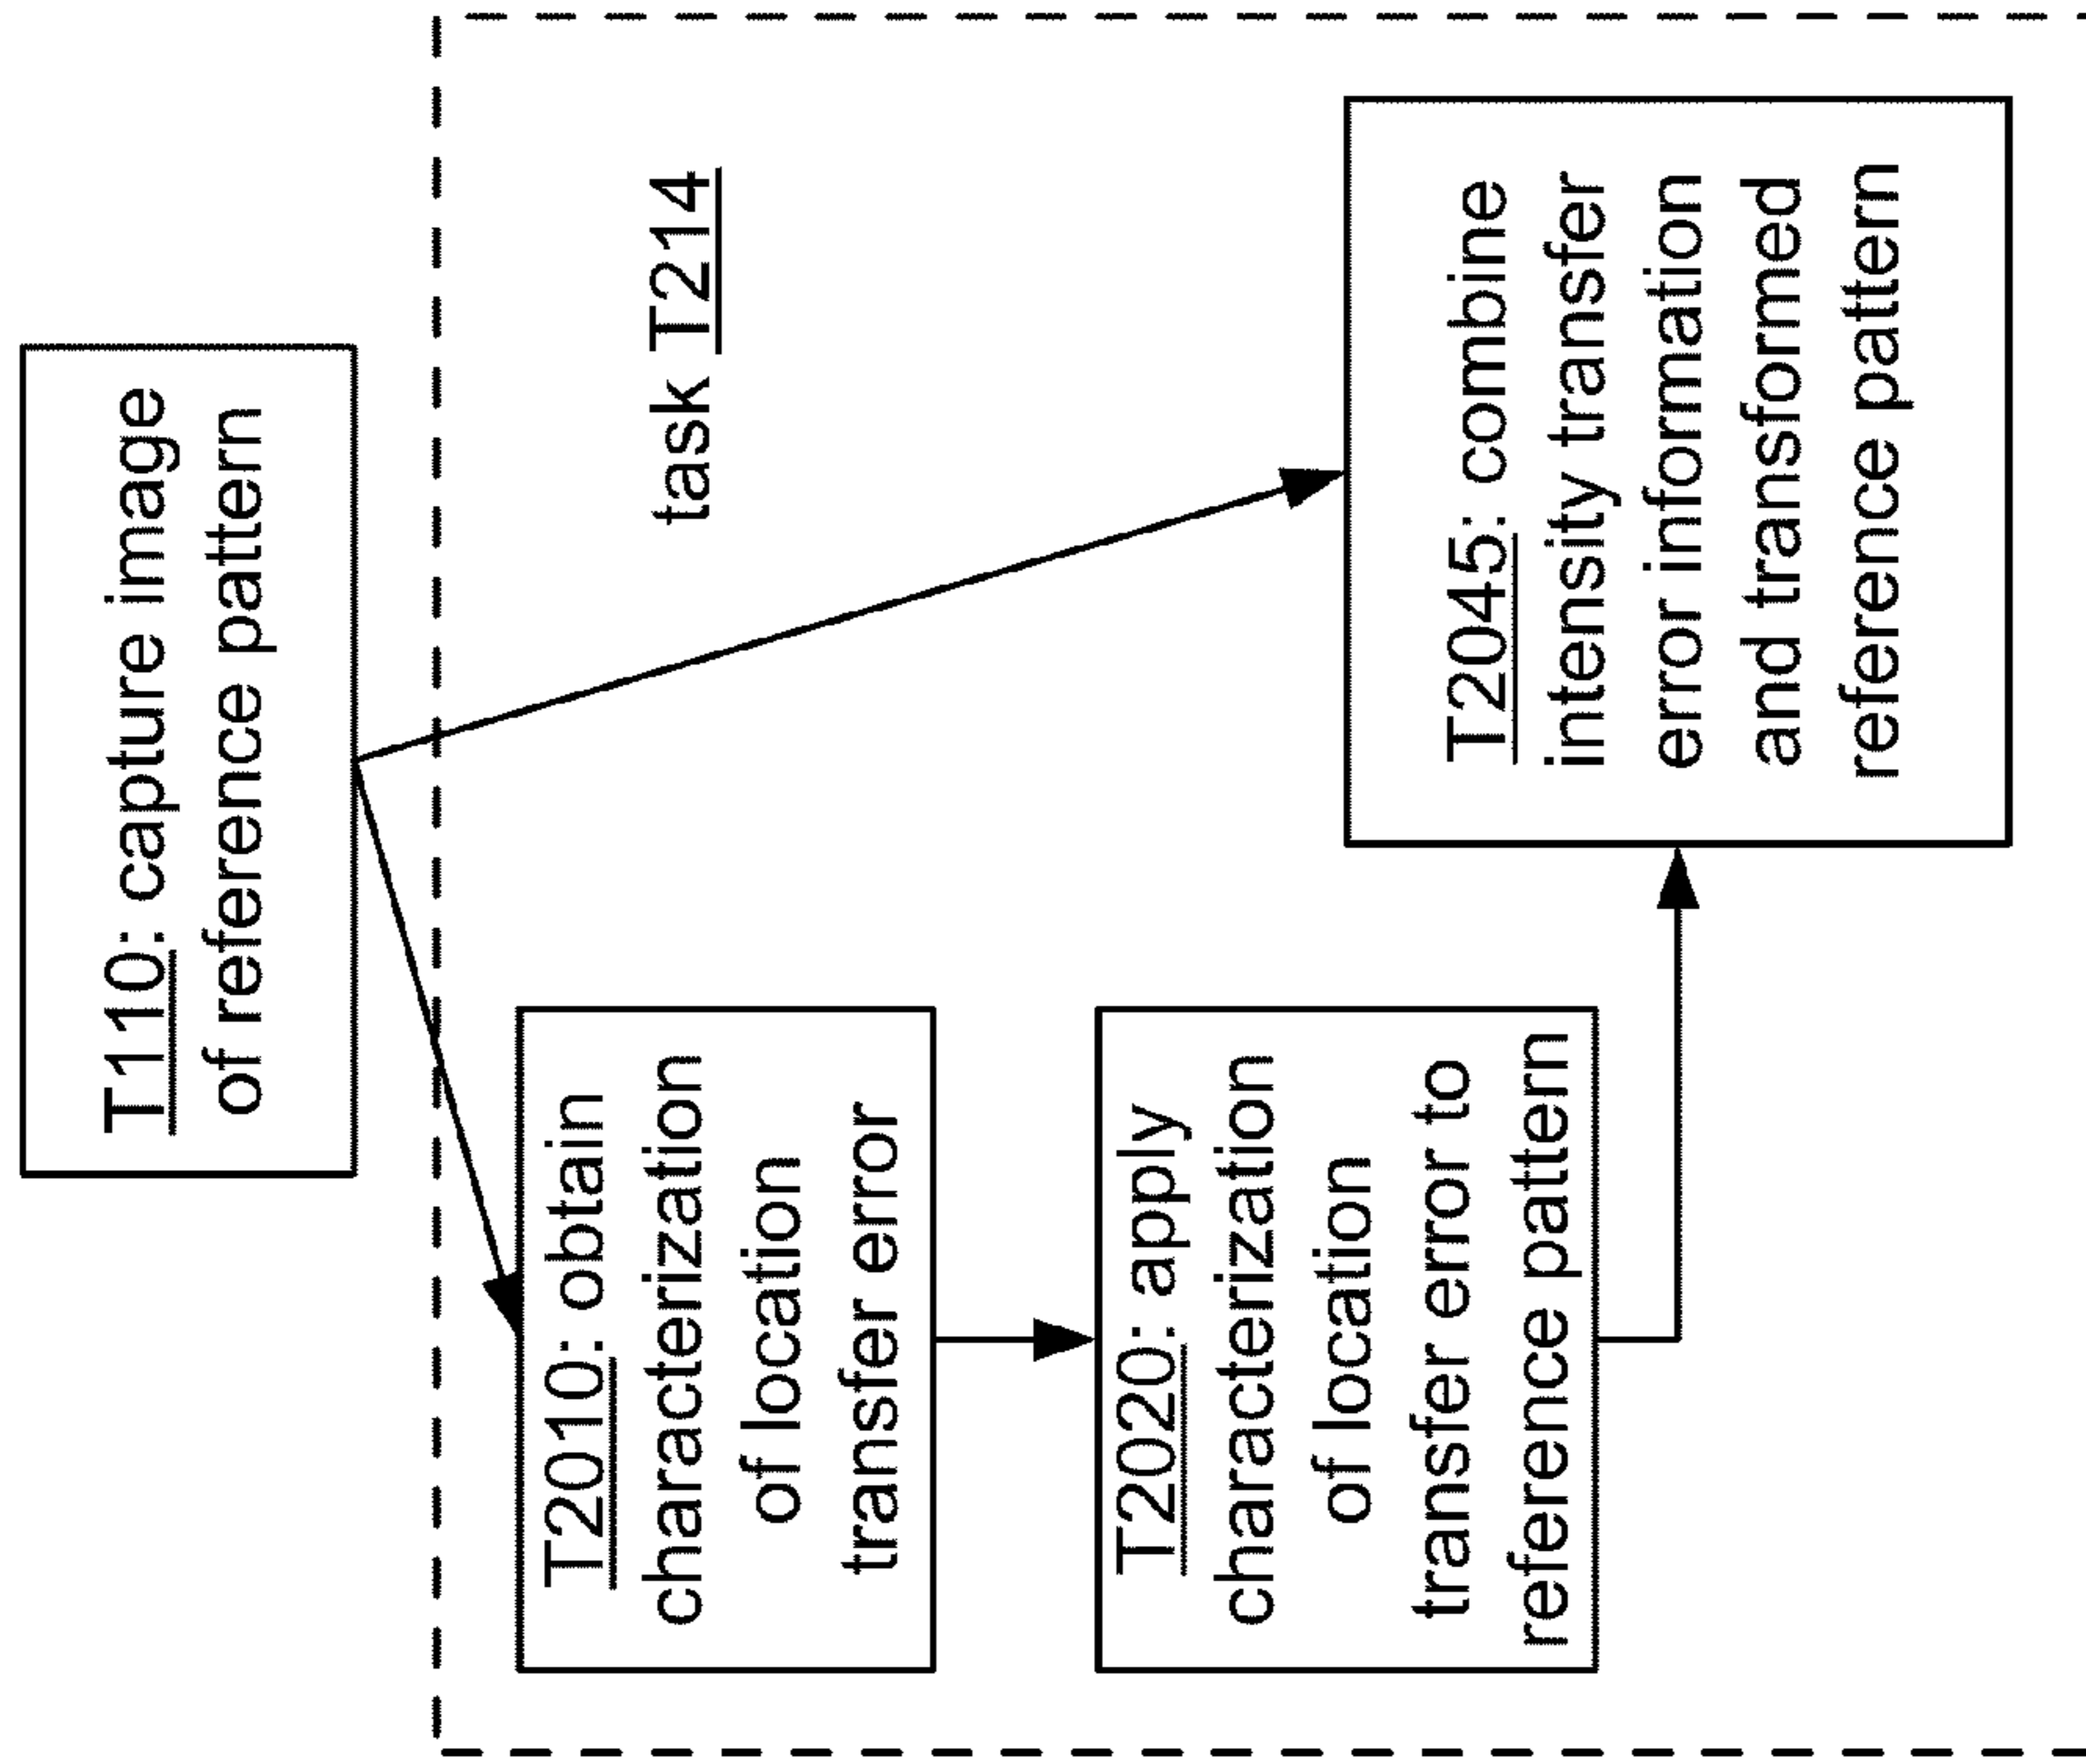 T110: capture image
of reference pattern
task T214
T2010: obtain
characterization
of location
transfer error
T2020: apply
characterization
of location
transfer error to
reference pattern
T2045: combine
intensity transfer
error information
and transformed
reference pattern